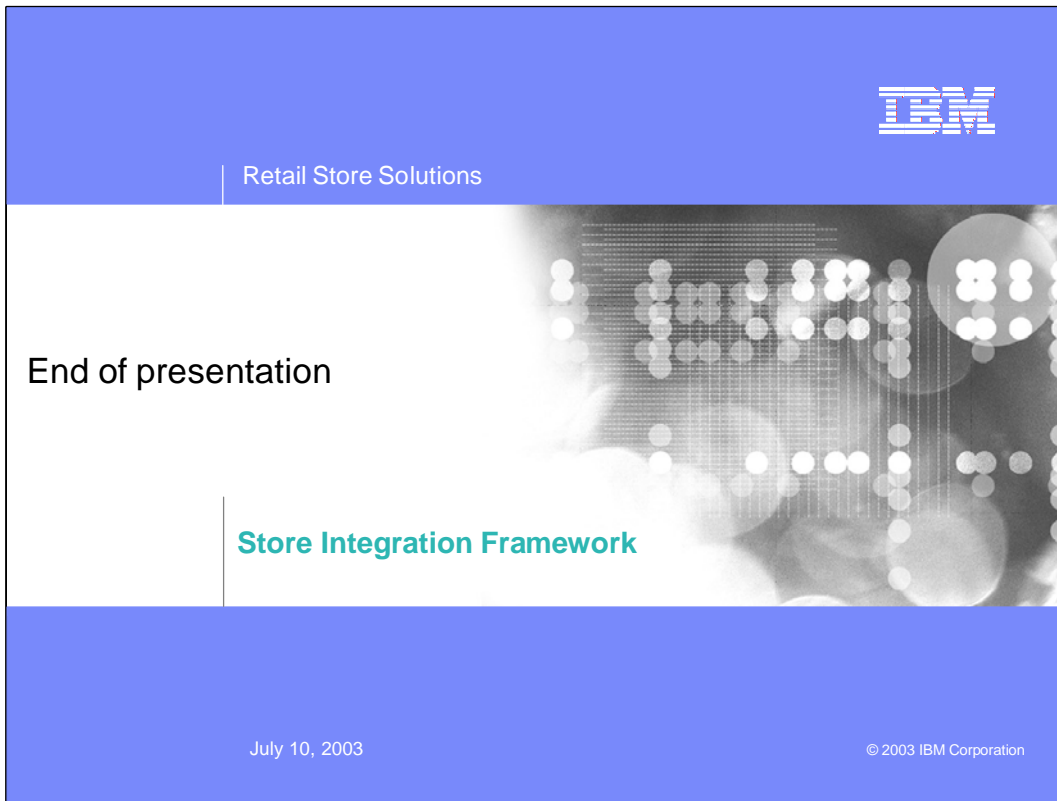 IBM
Retail Store Solutions
End of presentation
Store Integration Framework
July 10, 2003
© 2003 IBM Corporation